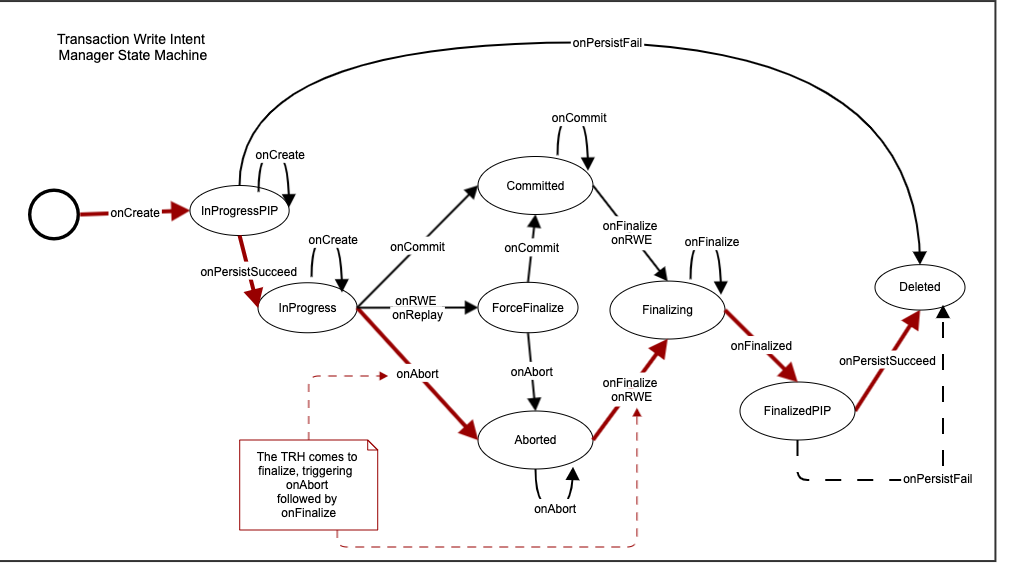 Transaction Write Intent
Manager State Machine
onPersistFail
onCommit
onCreate
Committed
onCreate
InProgressPIP
onCreate
onCommit
onCommit
onFinalize
onRWE
onFinalize
onPersistSucceed
InProgress
onRWE
onReplay
ForceFinalize
Finalizing
Deleted
onAbort
onAbort
onFinalize
onRWE
onFinalized
onPersistSucceed
FinalizedPIP
Aborted
The TRH comes to
finalize, triggering
onAbort
followed by
onFinalize
onAbort
onPersistFail